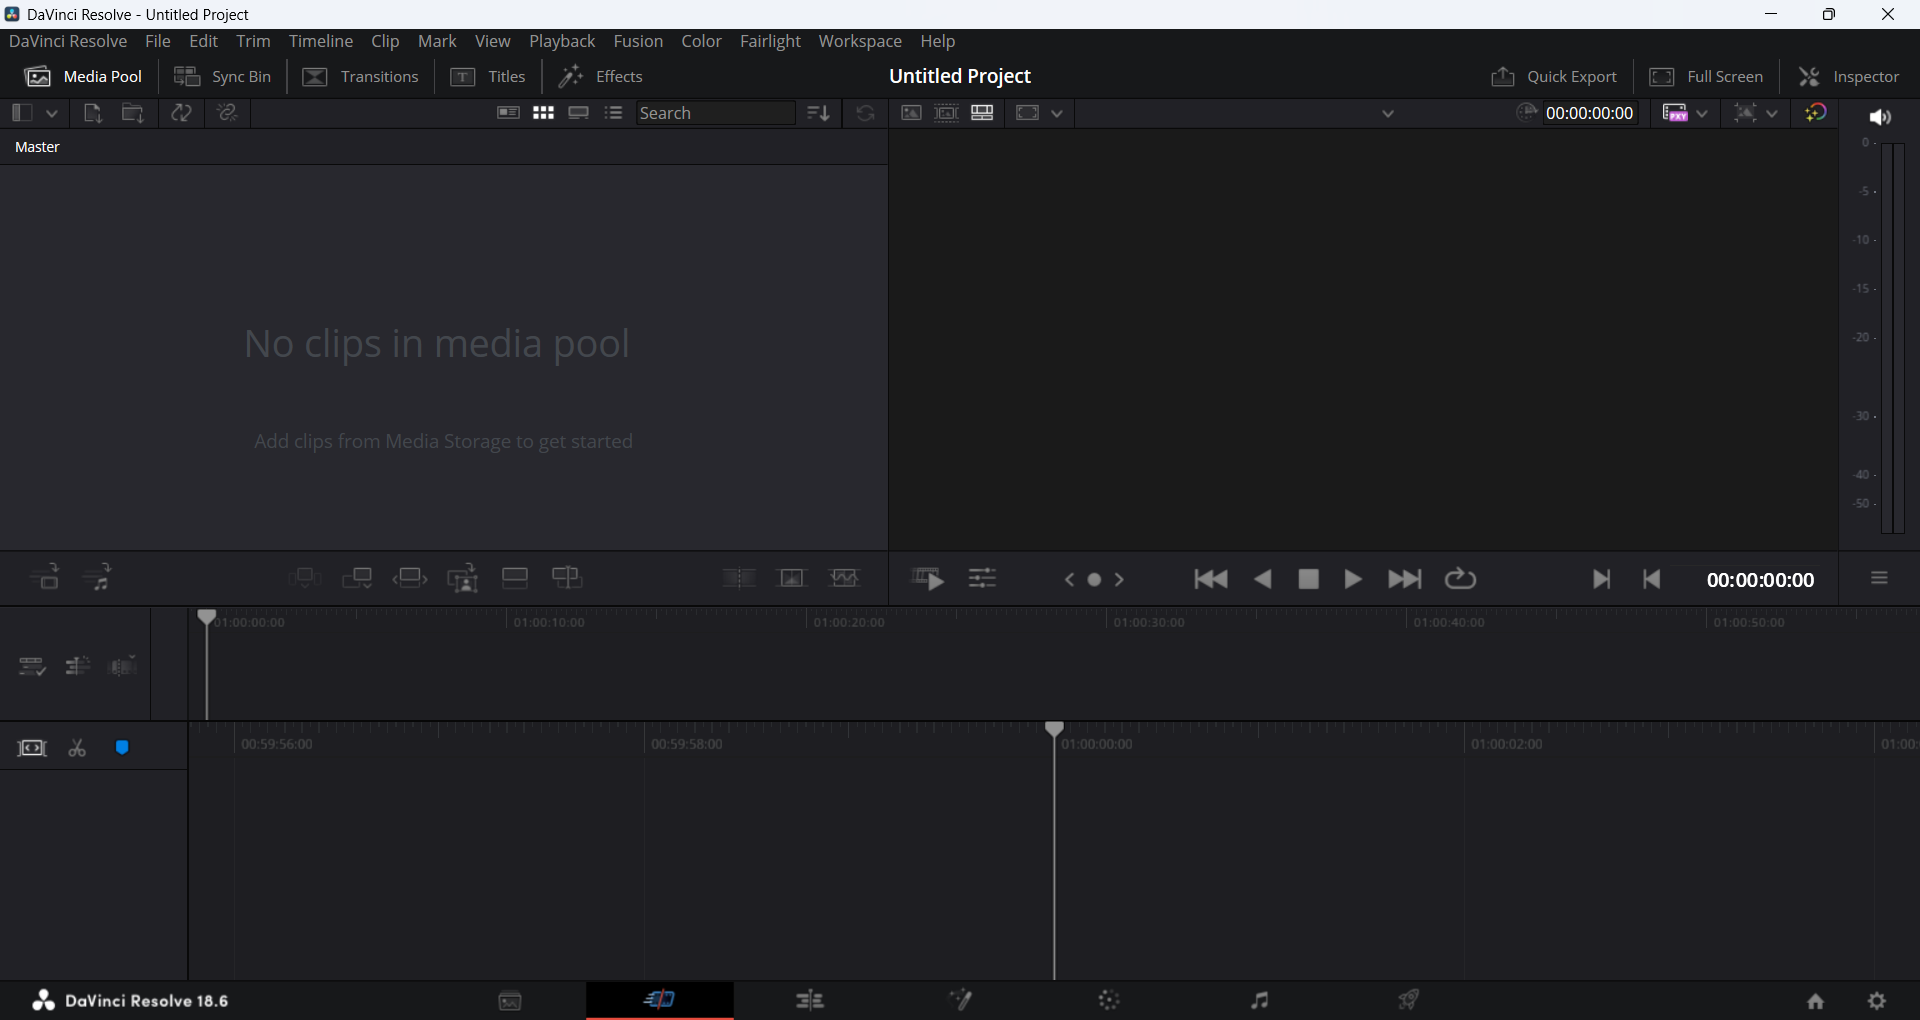 DaVinci Resolve - Untitled Project
DaVinci Resolve File Edit Trim Timeline Clip Mark View Playback Fusion Color Fairlight Workspace Help
Media Pool Sync Bin Transitions Titles Effects Untitled Project Quick Export Full Screen Inspector
Search 00:00:00:00 PXY
Master
0 -5 -10 -15 -20 -30 -40 -50
No clips in media pool
Add clips from Media Storage to get started
00:00:00:00
01:00:00:00 01:00:10:00 01:00:20:00 01:00:30:00 01:00:40:00 01:00:50:00
00:59:56:00 00:59:58:00 01:00:00:00 01:00:02:00 01:00:
DaVinci Resolve 18.6